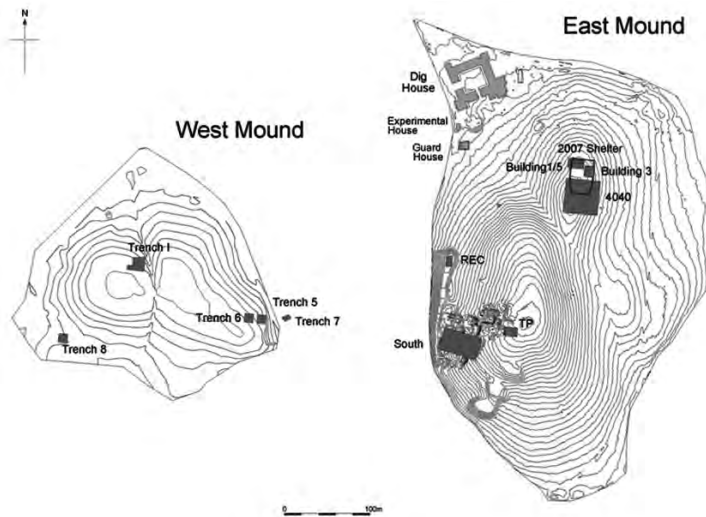 N
East Mound
Dig
House
Experimental
House
Guard
House
West Mound
2007 Shelter
Building1/5
Building 3
4040
Trench I
REC
Trench 5
Trench 6
Trench 7
TP
Trench 8
South
0
100m